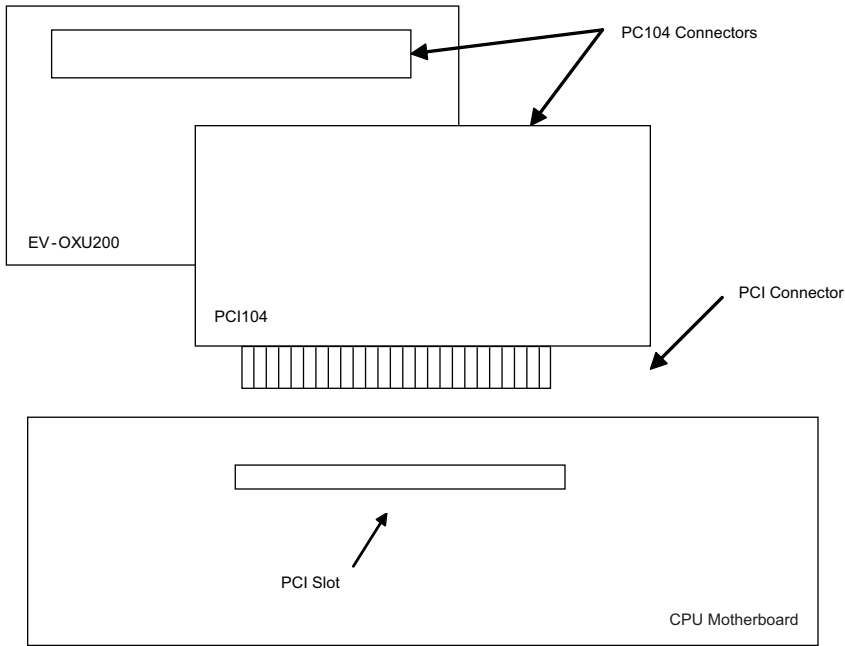 PC104 Connectors
EV-OXU200
PCI Connector
PCI104
PCI Slot
CPU Motherboard